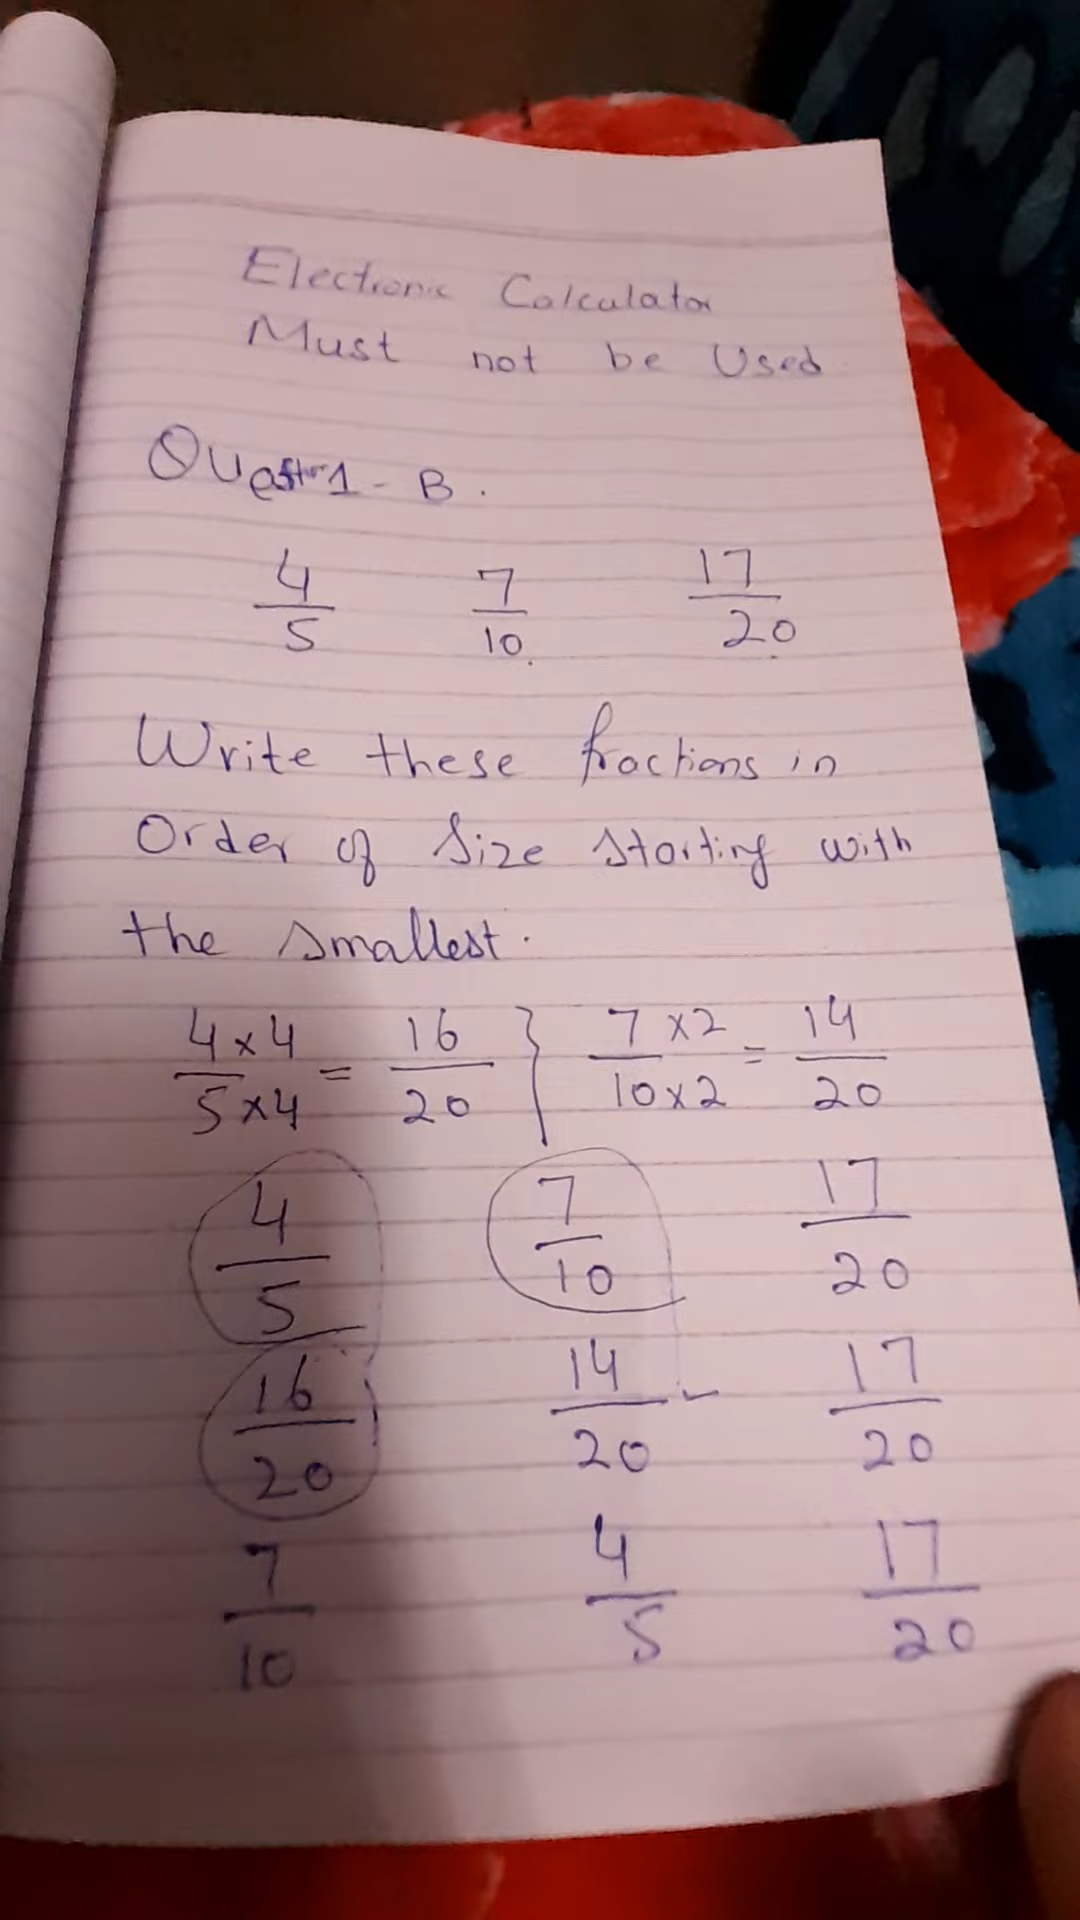 Electronic Calculator
Must not be Used
Quest 1 - B.
4/5 7/10 17/20
Write these fractions in
Order of Size Starting with
the smallest.
4×4/5×4 = 16/20 } 7×2/10×2 = 14/20
4/5 7/10 17/20
16/20 14/20 17/20
7/10 4/5 17/20